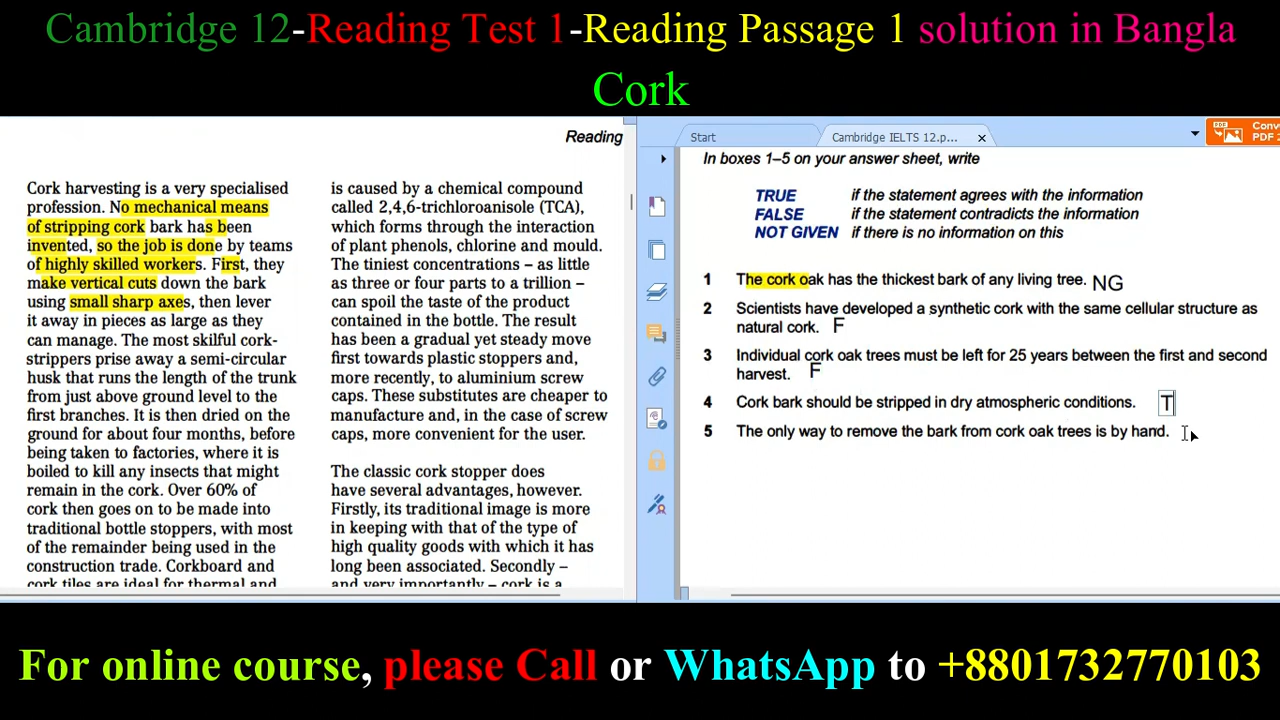 Cambridge 12-Reading Test 1-Reading Passage 1 solution in Bangla
Cork
Reading
Cork harvesting is a very specialised
profession. No mechanical means
of stripping cork bark has been
invented, so the job is done by teams
of highly skilled workers. First, they
make vertical cuts down the bark
using small sharp axes, then lever
it away in pieces as large as they
can manage. The most skilful cork-
strippers prise away a semi-circular
husk that runs the length of the trunk
from just above ground level to the
first branches. It is then dried on the
ground for about four months, before
being taken to factories, where it is
boiled to kill any insects that might
remain in the cork. Over 60% of
cork then goes on to be made into
traditional bottle stoppers, with most
of the remainder being used in the
construction trade. Corkboard and
cork tiles are ideal for thermal and
is caused by a chemical compound
called 2,4,6-trichloroanisole (TCA),
which forms through the interaction
of plant phenols, chlorine and mould.
The tiniest concentrations – as little
as three or four parts to a trillion –
can spoil the taste of the product
contained in the bottle. The result
has been a gradual yet steady move
first towards plastic stoppers and,
more recently, to aluminium screw
caps. These substitutes are cheaper to
manufacture and, in the case of screw
caps, more convenient for the user.
The classic cork stopper does
have several advantages, however.
Firstly, its traditional image is more
in keeping with that of the type of
high quality goods with which it has
long been associated. Secondly –
and very importantly – cork is a
Start
Cambridge IELTS 12.p...
Conv
PDF
In boxes 1–5 on your answer sheet, write
TRUE if the statement agrees with the information
FALSE if the statement contradicts the information
NOT GIVEN if there is no information on this
1 The cork oak has the thickest bark of any living tree. NG
2 Scientists have developed a synthetic cork with the same cellular structure as
natural cork. F
3 Individual cork oak trees must be left for 25 years between the first and second
harvest. F
4 Cork bark should be stripped in dry atmospheric conditions. T
5 The only way to remove the bark from cork oak trees is by hand.
For online course, please Call or WhatsApp to +8801732770103